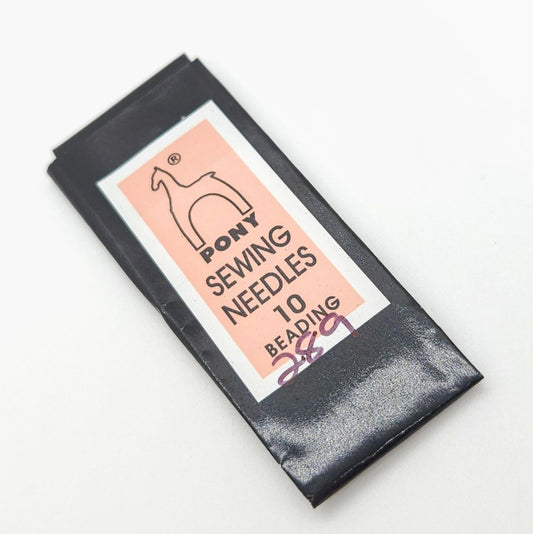 ®
PONY
SEWING
NEEDLES
10
BEADING
289